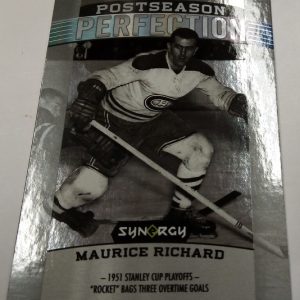 POSTSEASON
PERFECTION
SYNERGY
MAURICE RICHARD
– 1951 STANLEY CUP PLAYOFFS –
"ROCKET" BAGS THREE OVERTIME GOALS